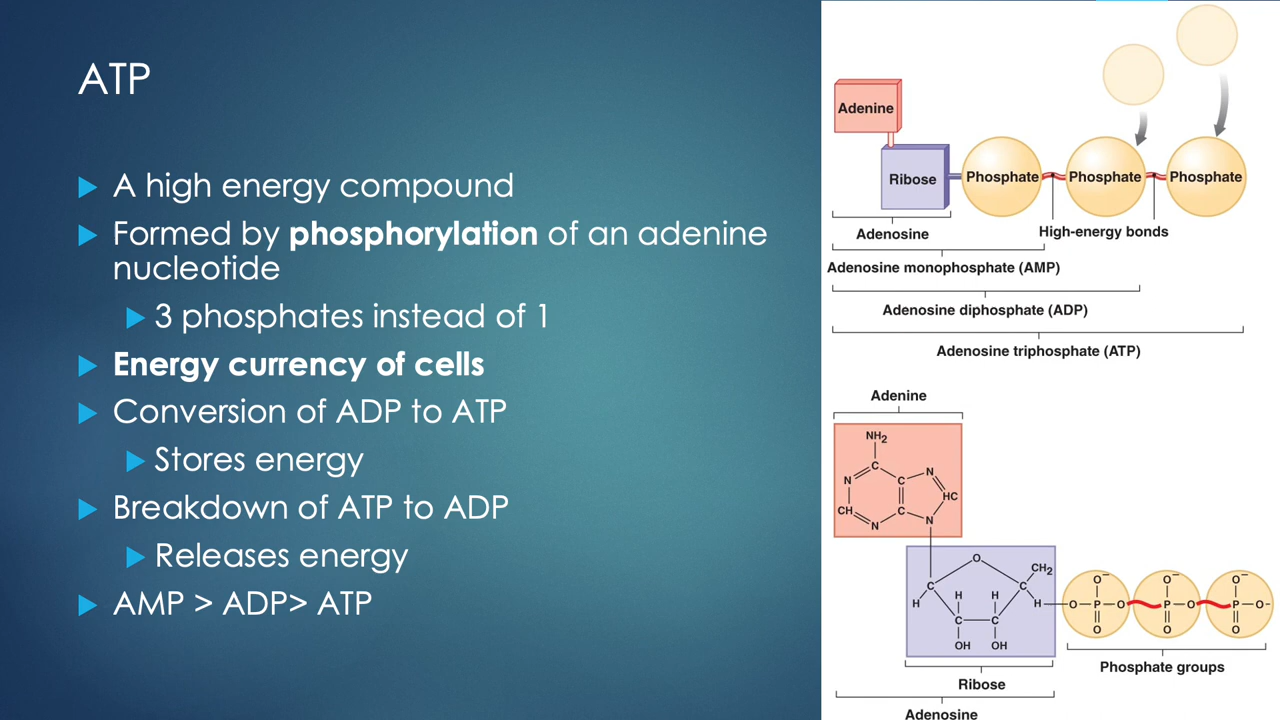 ATP
A high energy compound
Formed by phosphorylation of an adenine
nucleotide
3 phosphates instead of 1
Energy currency of cells
Conversion of ADP to ATP
Stores energy
Breakdown of ATP to ADP
Releases energy
AMP > ADP> ATP
Adenine
Ribose
Phosphate
Phosphate
Phosphate
Adenosine
High-energy bonds
Adenosine monophosphate (AMP)
Adenosine diphosphate (ADP)
Adenosine triphosphate (ATP)
Adenine
NH2
C
N
C
N
HC
CH
N
C
N
O
CH2
C
C
H
H
H
H
C
C
OH
OH
O⁻
O⁻
O⁻
O
P
O
P
O
P
O-
O
O
O
Phosphate groups
Ribose
Adenosine